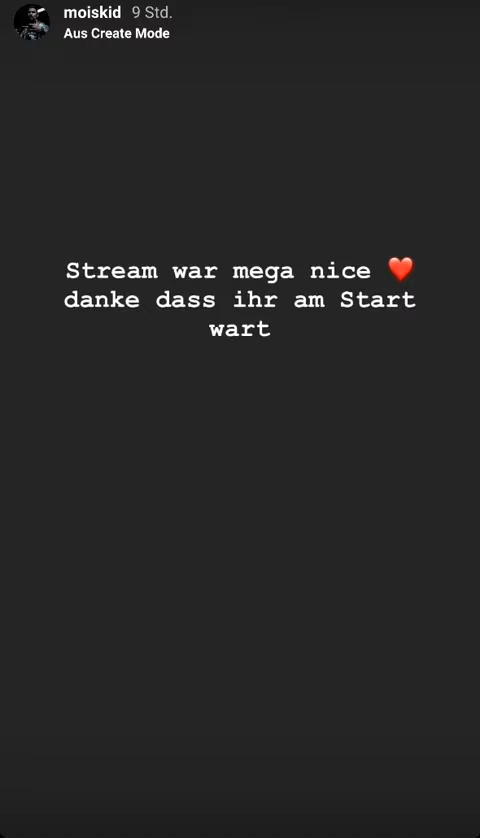 moiskid 9 Std.
Aus Create Mode
Stream war mega nice ❤️
danke dass ihr am Start
wart